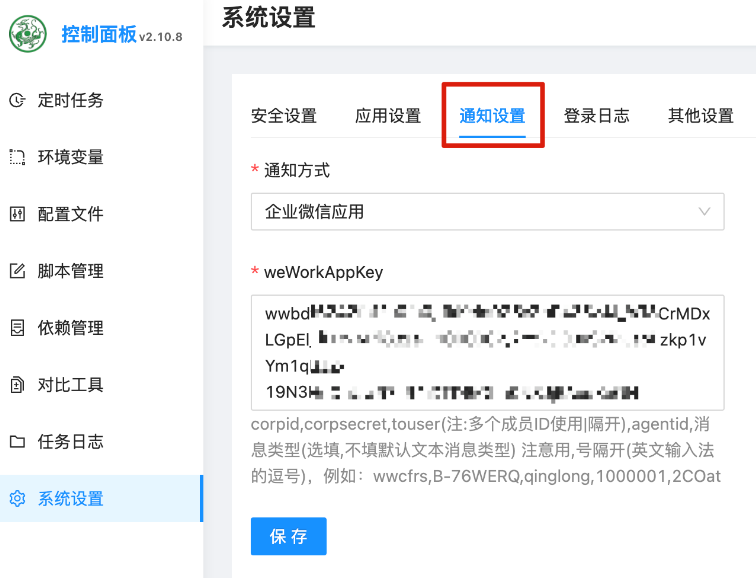 系统设置
控制面板 v2.10.8
定时任务
环境变量
配置文件
脚本管理
依赖管理
对比工具
任务日志
系统设置
安全设置 应用设置 通知设置 登录日志 其他设置
* 通知方式
企业微信应用
* weWorkAppKey
wwbd CrMDx
LGpEl zkp1v
Ym1q
19N3
corpid,corpsecret,touser(注:多个成员ID使用|隔开),agentid,消
息类型(选填,不填默认文本消息类型) 注意用,号隔开(英文输入法
的逗号)，例如：wwcfrs,B-76WERQ,qinglong,1000001,2COat
保 存